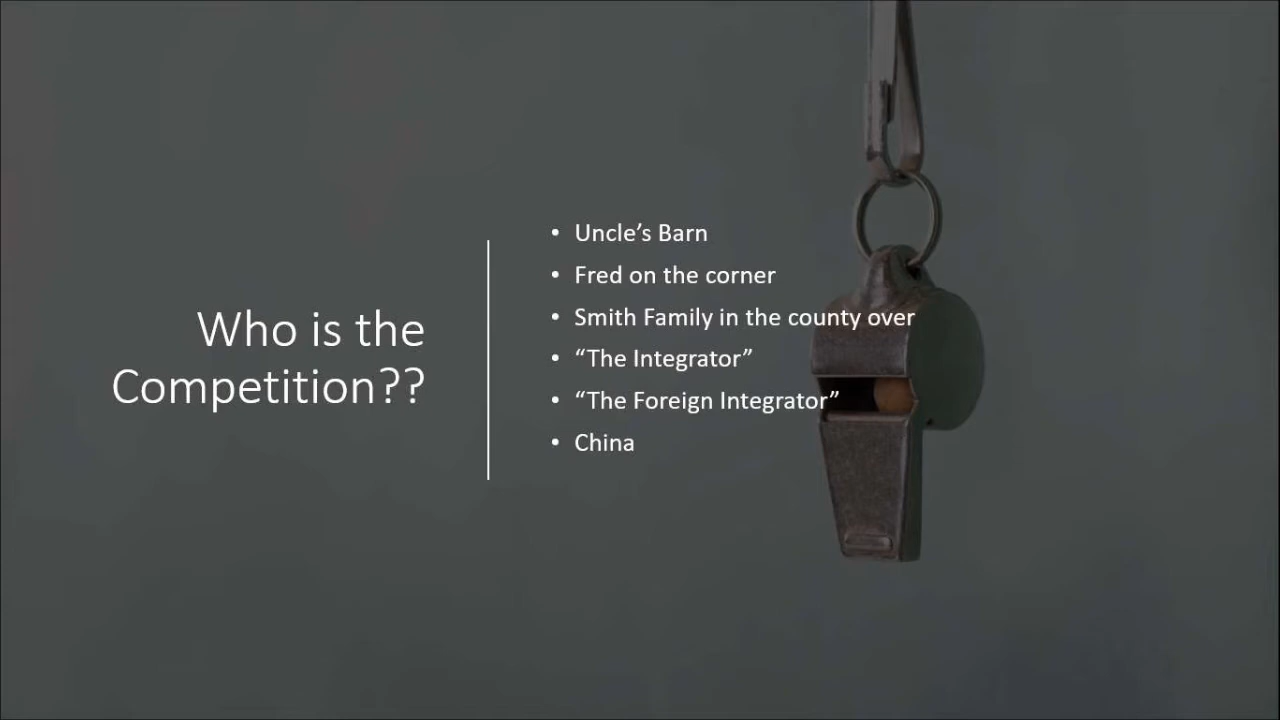 Who is the
Competition??
• Uncle’s Barn
• Fred on the corner
• Smith Family in the county over
• “The Integrator”
• “The Foreign Integrator”
• China